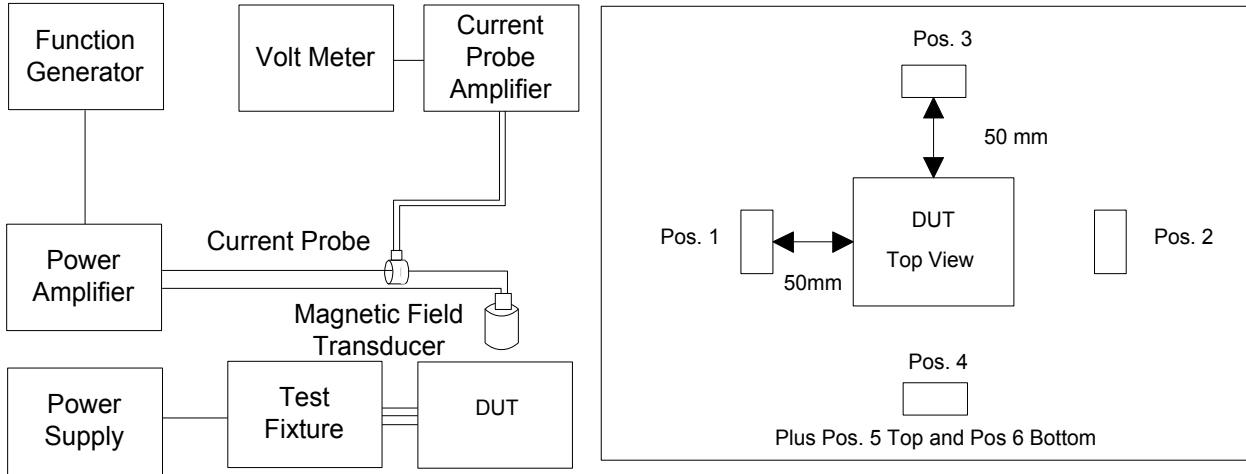 Function
Generator
Volt Meter
Current
Probe
Amplifier
Power
Amplifier
Current Probe
Magnetic Field
Transducer
Power
Supply
Test
Fixture
DUT
Pos. 3
50 mm
Pos. 1
50mm
DUT
Top View
Pos. 2
Pos. 4
Plus Pos. 5 Top and Pos 6 Bottom